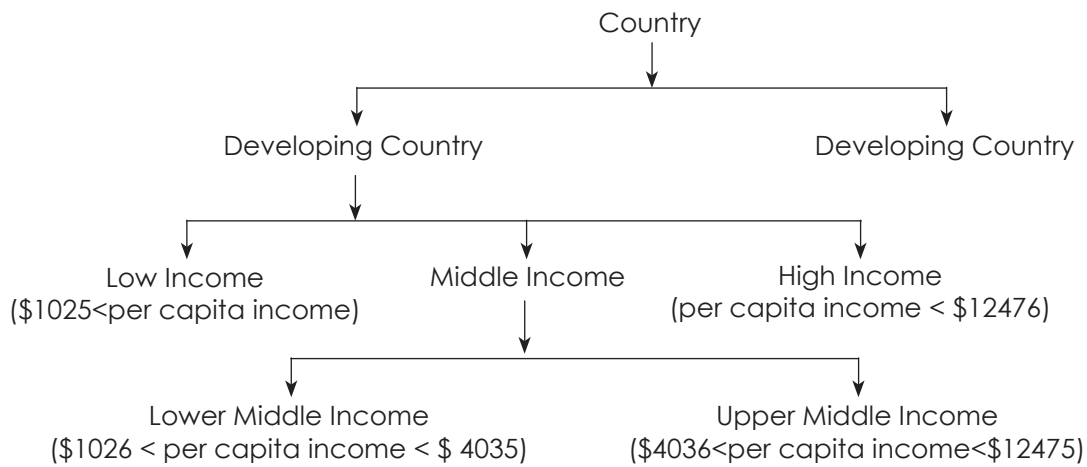 Country
Developing Country
Developing Country
Low Income
($1025<per capita income)
Middle Income
High Income
(per capita income < $12476)
Lower Middle Income
($1026 < per capita income < $ 4035)
Upper Middle Income
($4036<per capita income<$12475)